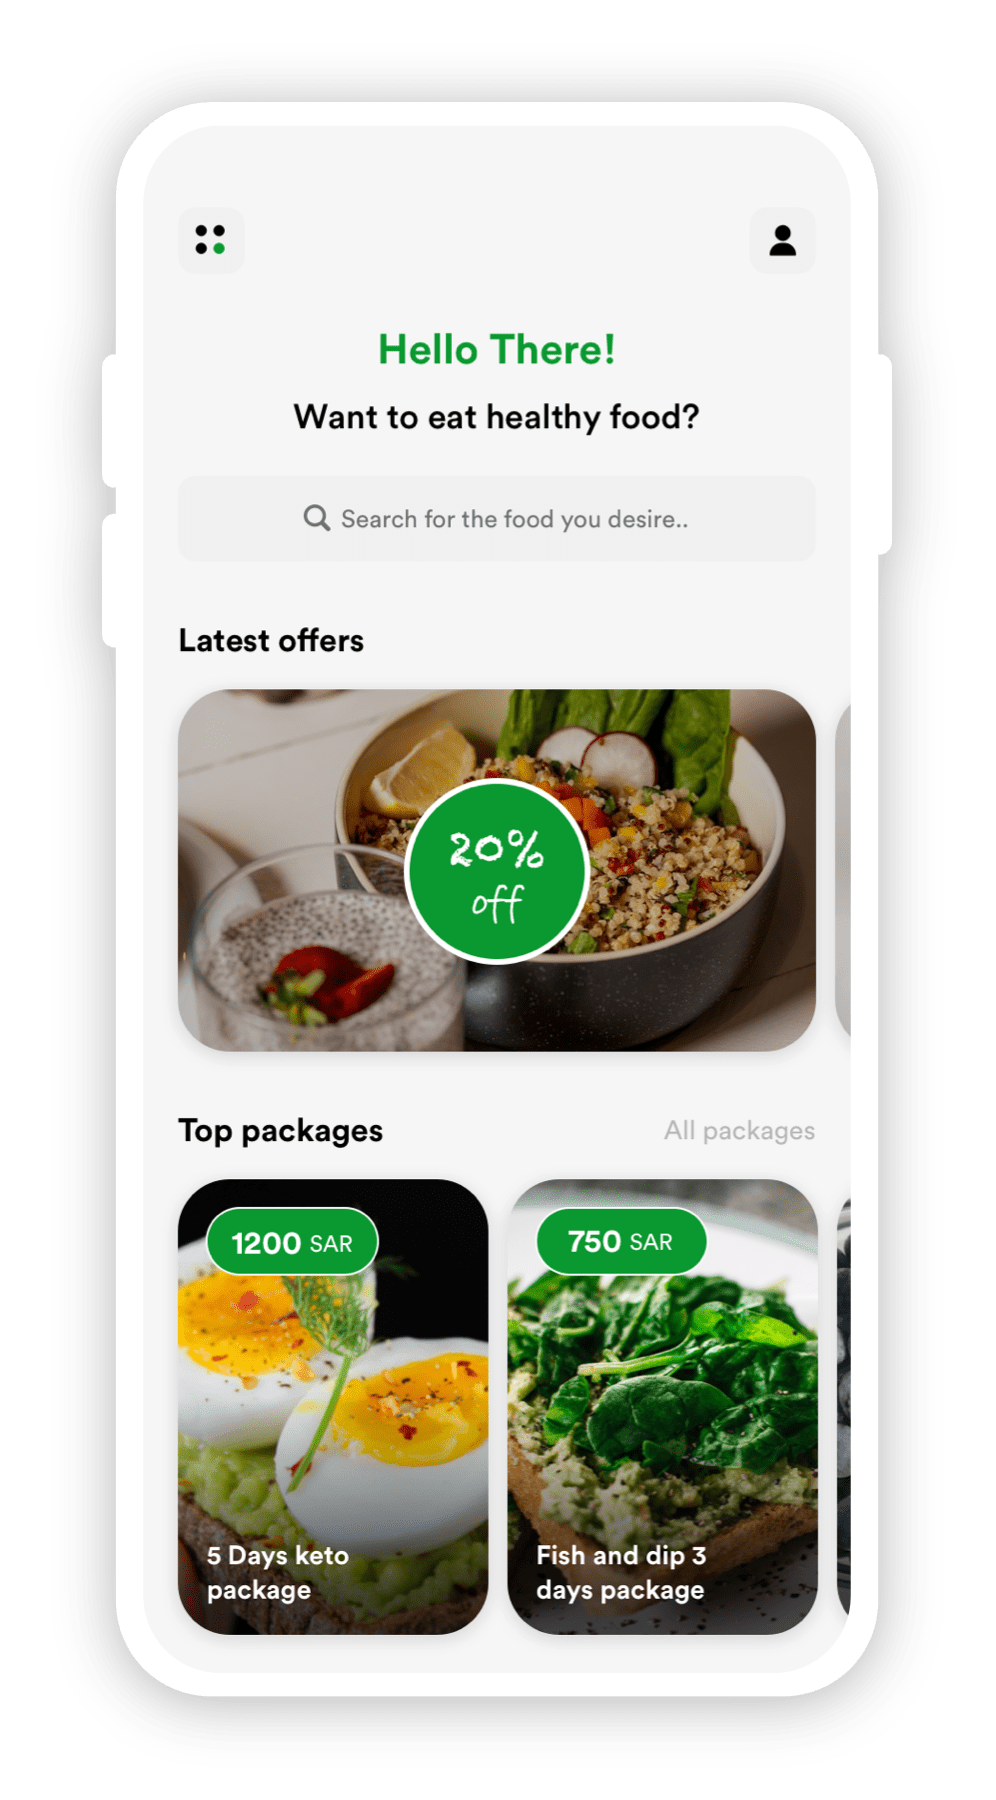 Hello There!
Want to eat healthy food?
Search for the food you desire..
Latest offers
20%
off
Top packages
All packages
1200 SAR
5 Days keto
package
750 SAR
Fish and dip 3
days package